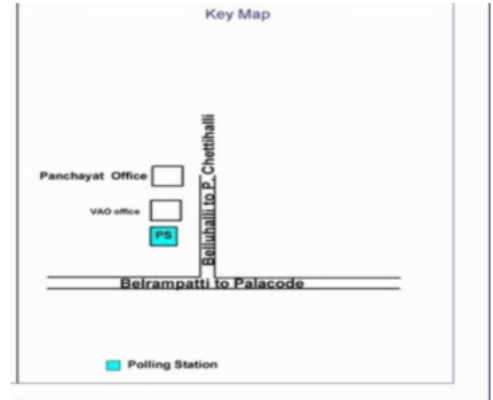 Key Map
Belluhalli to P. Chettihalli
Panchayat Office
VAO office
PS
Belrampatti to Palacode
Polling Station